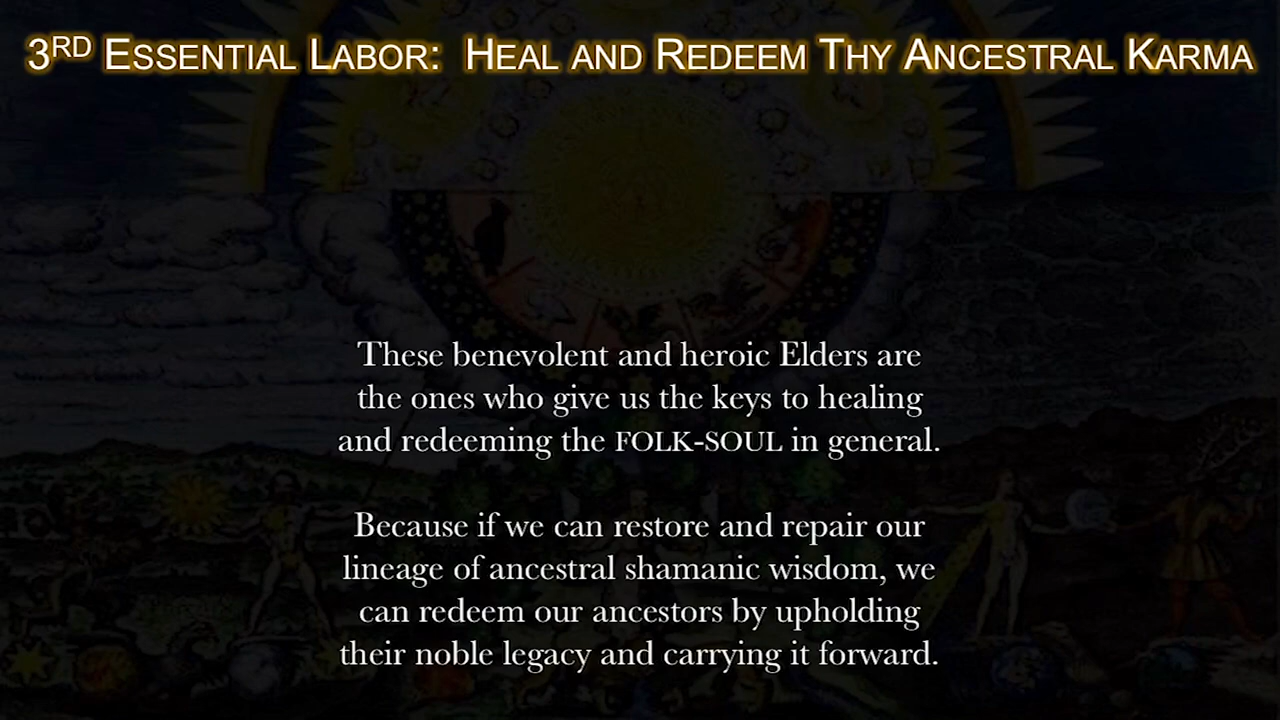 3RD ESSENTIAL LABOR: HEAL AND REDEEM THY ANCESTRAL KARMA
These benevolent and heroic Elders are
the ones who give us the keys to healing
and redeeming the FOLK-SOUL in general.
Because if we can restore and repair our
lineage of ancestral shamanic wisdom, we
can redeem our ancestors by upholding
their noble legacy and carrying it forward.